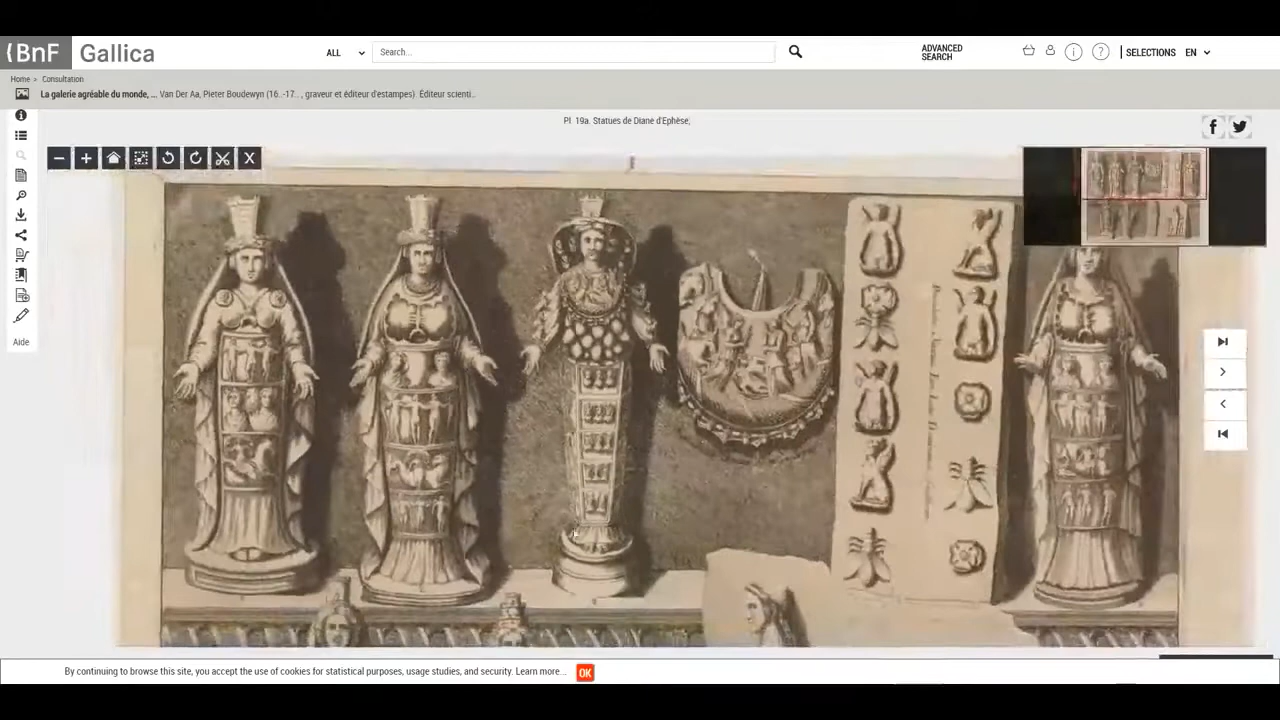 BnF Gallica
ALL
Search...
ADVANCED
SEARCH
SELECTIONS
EN
Home > Consultation
La galerie agréable du monde, ... Van Der Aa, Pieter Boudewyn (16..-17.. , graveur et éditeur d'estampes). Éditeur scienti..
Pl 19a. Statues de Diane d'Ephèse;
Aide
By continuing to browse this site, you accept the use of cookies for statistical purposes, usage studies, and security. Learn more...
OK